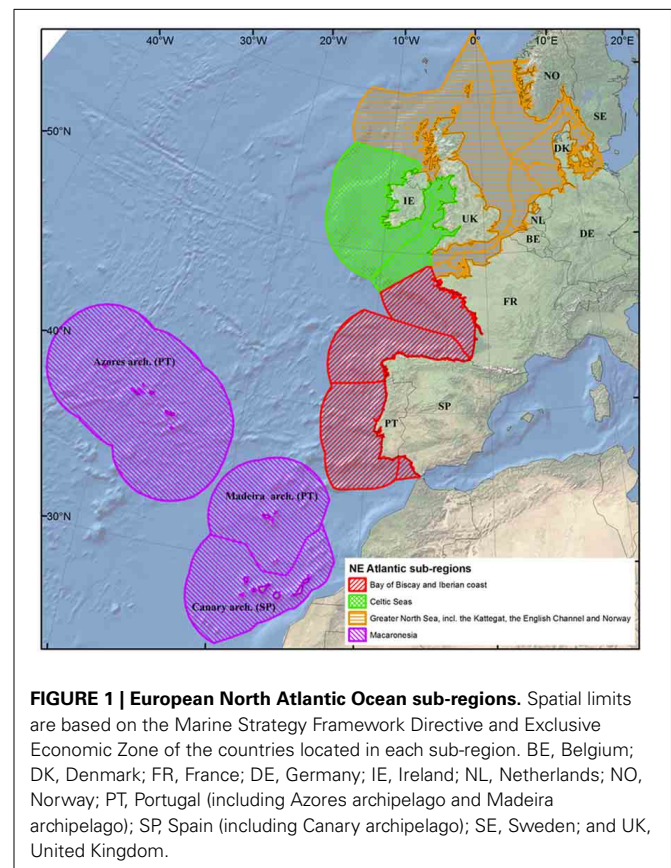 40°W
30°W
20°W
10°W
0°
10°E
20°E
NO
50°N
SE
DK
IE
UK
NL
BE
DE
FR
40°N
Azores arch. (PT)
PT
SP
Madeira arch. (PT)
30°N
Canary arch. (SP)
NE Atlantic sub-regions
Bay of Biscay and Iberian coast
Celtic Seas
Greater North Sea, incl. the Kattegat, the English Channel and Norway
Macaronesia
FIGURE 1 | European North Atlantic Ocean sub-regions. Spatial limits
are based on the Marine Strategy Framework Directive and Exclusive
Economic Zone of the countries located in each sub-region. BE, Belgium;
DK, Denmark; FR, France; DE, Germany; IE, Ireland; NL, Netherlands; NO,
Norway; PT, Portugal (including Azores archipelago and Madeira
archipelago); SP, Spain (including Canary archipelago); SE, Sweden; and UK,
United Kingdom.